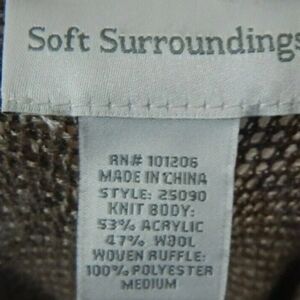 Soft Surroundings
RN# 101206
MADE IN CHINA
STYLE: 25090
KNIT BODY:
53% ACRYLIC
47% WOOL
WOVEN RUFFLE:
100% POLYESTER
MEDIUM